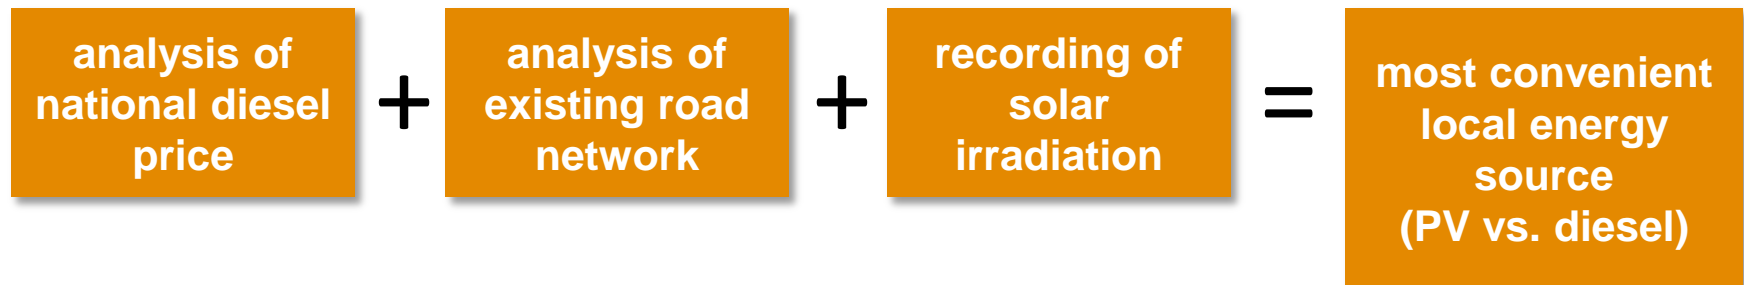 analysis of
national diesel
price
+
analysis of
existing road
network
+
recording of
solar
irradiation
=
most convenient
local energy
source
(PV vs. diesel)